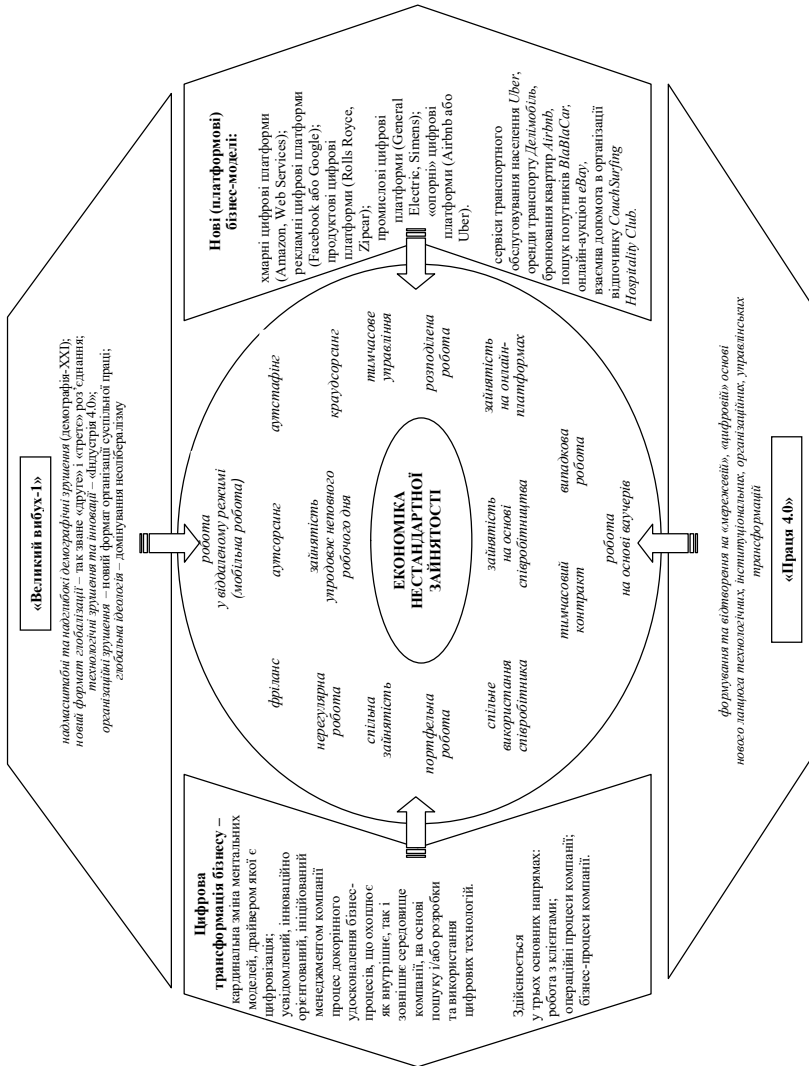 «Великий вибух-1»
надмасштабні та надглибокі демографічні зрушення (демографія-XXI);
новий формат глобалізації – так зване «друге» і «третє» роз’єднання;
технологічні зрушення та інновації – «Індустрія 4.0»;
організаційні зрушення – новий формат організації суспільної праці;
глобальна ідеологія – домінування неолібералізму
Цифрова
трансформація бізнесу –
кардинальна зміна ментальних
моделей, драйвером якої є
цифровізація;
усвідомлений, інноваційно
орієнтований, ініційований
менеджментом компанії
процес докорінного
удосконалення бізнес-
процесів, що охоплює
як внутрішнє, так і
зовнішнє середовище
компанії, на основі
пошуку і/або розробки
та використання
цифрових технологій.
Здійснюється
у трьох основних напрямах:
робота з клієнтами;
операційні процеси компанії;
бізнес-процеси компанії.
робота
у віддаленому режимі
(мобільна робота)
фріланс
аутсорсинг
аутстафінг
нерегулярна
робота
зайнятість
упродовж неповного
робочого дня
краудсорсинг
спільна
зайнятість
тимчасове
управління
ЕКОНОМІКА
НЕСТАНДАРТНОЇ
ЗАЙНЯТОСТІ
портфельна
робота
розподілена
робота
спільне
використання
співробітника
зайнятість
на основі
співробітництва
зайнятість
на онлайн-
платформах
тимчасовий
контракт
випадкова
робота
робота
на основі ваучерів
Нові (платформові)
бізнес-моделі:
хмарні цифрові платформи
(Amazon, Web Services);
рекламні цифрові платформи
(Facebook або Google);
продуктові цифрові
платформи (Rolls Royce,
Zipcar);
промислові цифрові
платформи (General
Electric, Simens);
«опорні» цифрові
платформи (Airbnb або
Uber).
сервіси транспортного
обслуговування населення Uber,
оренди транспорту Делімобіль,
бронювання квартир Airbnb,
пошук попутників BlaBlaCar,
онлайн-аукціон eBay,
взаємна допомога в організації
відпочинку CouchSurfing
Hospitality Club.
«Праця 4.0»
формування та відтворення на «мережевій», «цифровій» основі
нового ланцюга технологічних, інституціональних, організаційних, управлінських
трансформацій